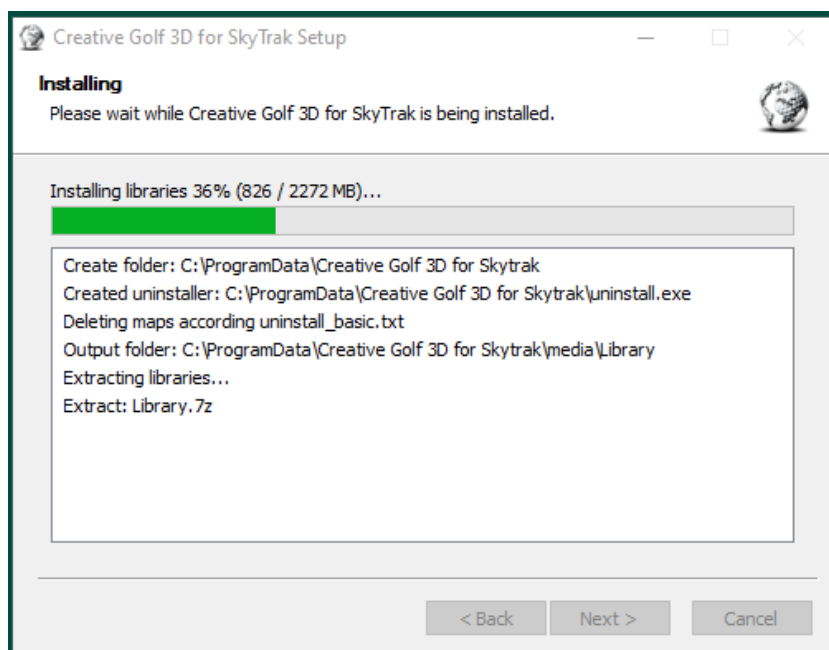 Creative Golf 3D for SkyTrak Setup
Installing
Please wait while Creative Golf 3D for SkyTrak is being installed.
Installing libraries 36% (826 / 2272 MB)...
Create folder: C:\ProgramData\Creative Golf 3D for Skytrak
Created uninstaller: C:\ProgramData\Creative Golf 3D for Skytrak\uninstall.exe
Deleting maps according uninstall_basic.txt
Output folder: C:\ProgramData\Creative Golf 3D for Skytrak\media\Library
Extracting libraries...
Extract: Library.7z
< Back Next > Cancel